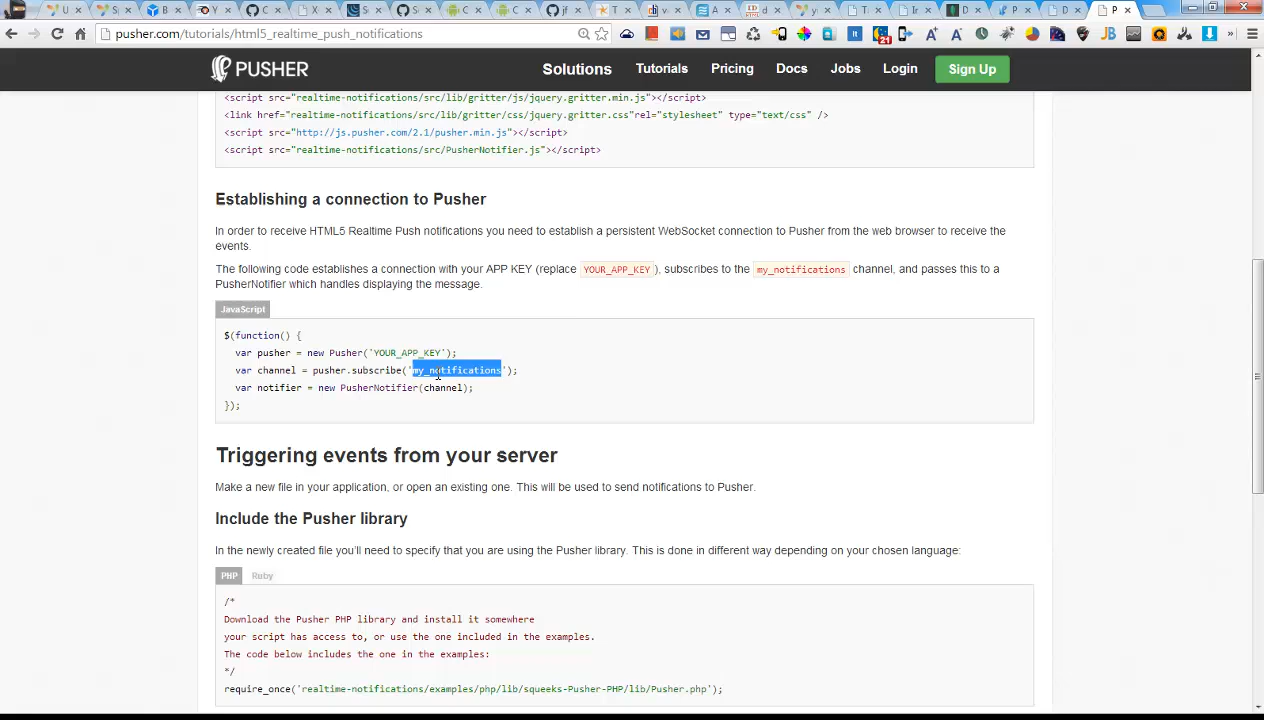 pusher.com/tutorials/html5_realtime_push_notifications
PUSHER
Solutions
Tutorials
Pricing
Docs
Jobs
Login
Sign Up
<script src="realtime-notifications/src/lib/gritter/js/jquery.gritter.min.js"></script>
<link href="realtime-notifications/src/lib/gritter/css/jquery.gritter.css"rel="stylesheet" type="text/css" />
<script src="http://js.pusher.com/2.1/pusher.min.js"></script>
<script src="realtime-notifications/src/PusherNotifier.js"></script>
Establishing a connection to Pusher
In order to receive HTML5 Realtime Push notifications you need to establish a persistent WebSocket connection to Pusher from the web browser to receive the
events.
The following code establishes a connection with your APP KEY (replace YOUR_APP_KEY), subscribes to the my_notifications channel, and passes this to a
PusherNotifier which handles displaying the message.
JavaScript
$(function() {
var pusher = new Pusher('YOUR_APP_KEY');
var channel = pusher.subscribe('my_notifications');
var notifier = new PusherNotifier(channel);
});
Triggering events from your server
Make a new file in your application, or open an existing one. This will be used to send notifications to Pusher.
Include the Pusher library
In the newly created file you'll need to specify that you are using the Pusher library. This is done in different way depending on your chosen language:
PHP Ruby
/*
Download the Pusher PHP library and install it somewhere
your script has access to, or use the one included in the examples.
The code below includes the one in the examples:
*/
require_once('realtime-notifications/examples/php/lib/squeeks-Pusher-PHP/lib/Pusher.php');